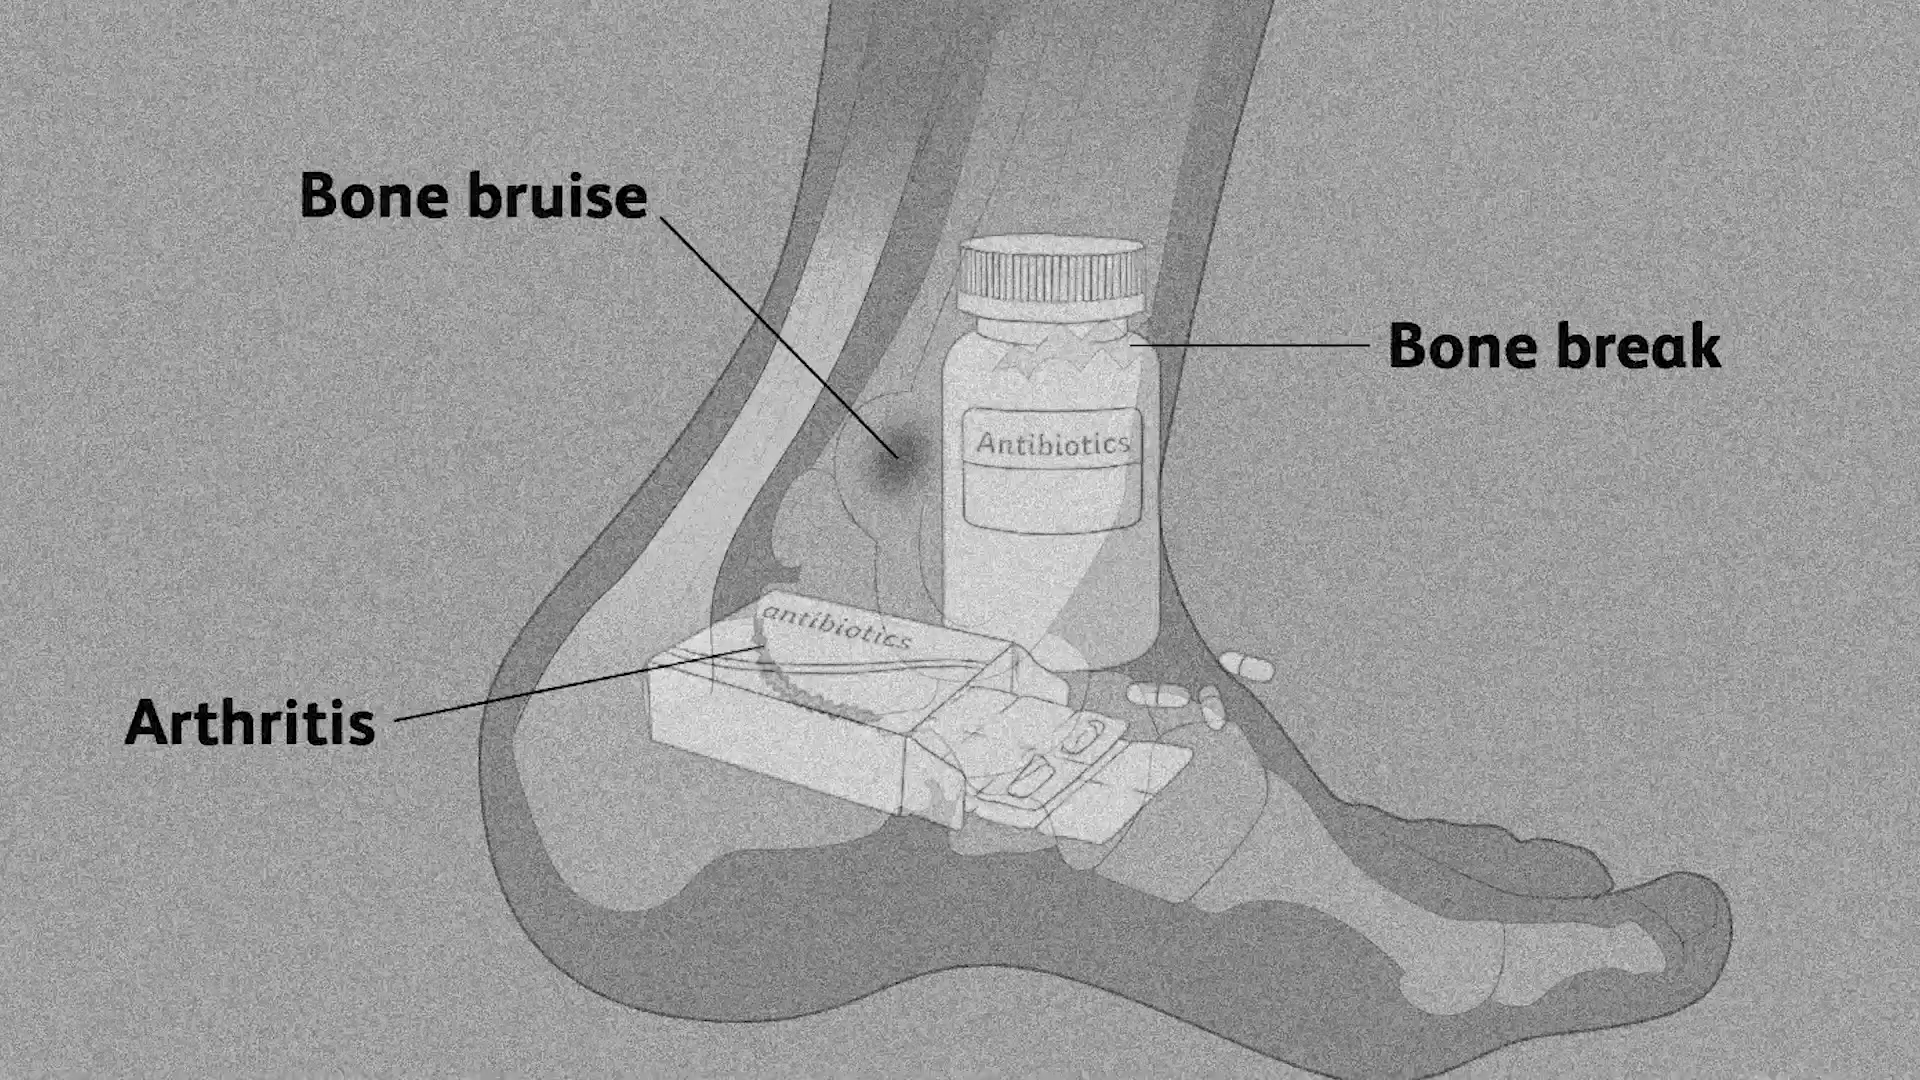 Bone bruise
Bone break
Antibiotics
antibiotics
Arthritis